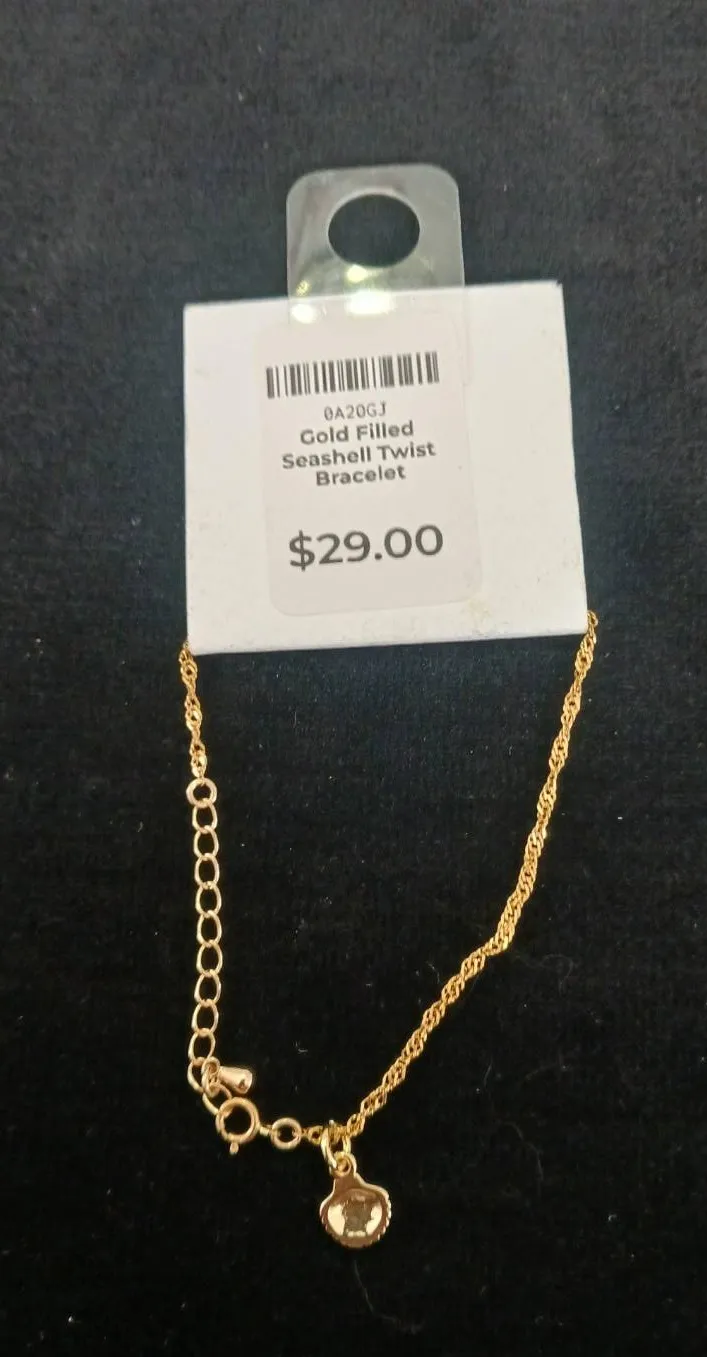 0A20GJ
Gold Filled
Seashell Twist
Bracelet
$29.00